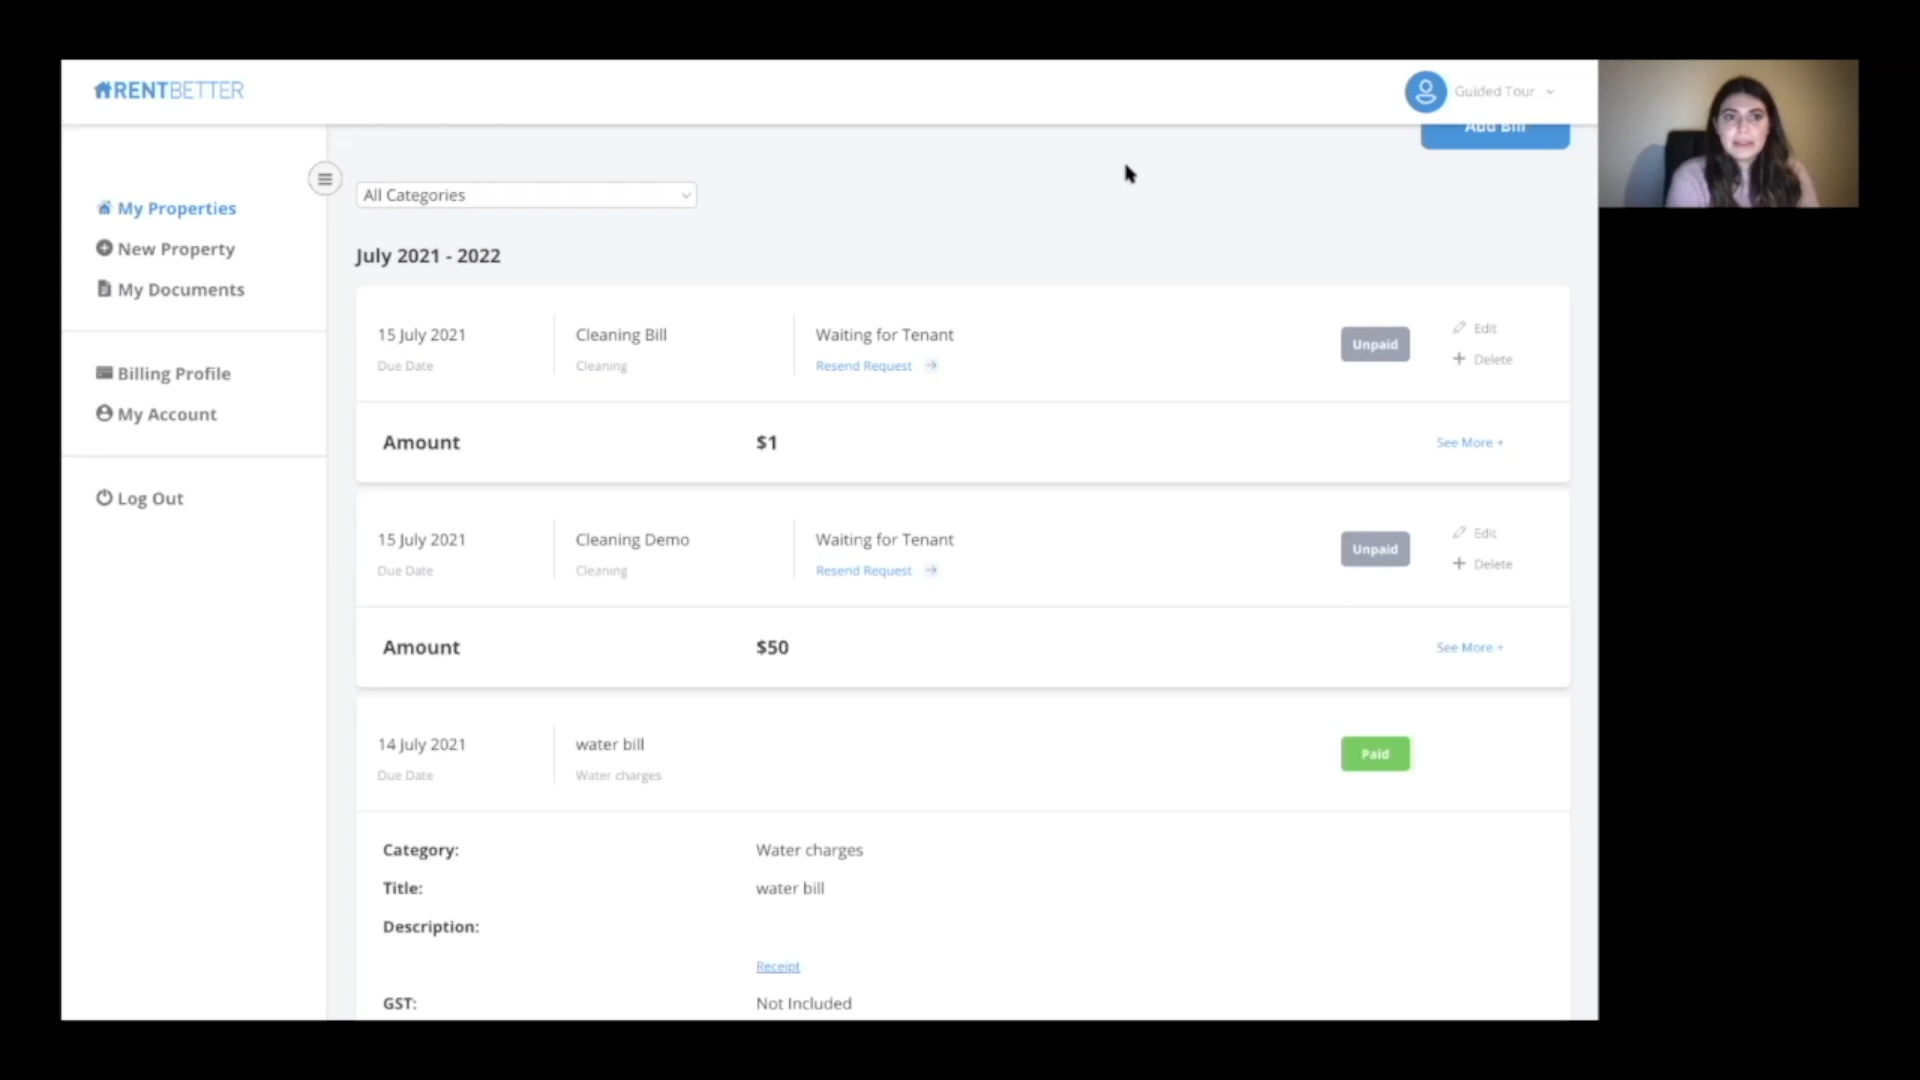 RENTBETTER
Guided Tour
Add Bill
My Properties
New Property
My Documents
Billing Profile
My Account
Log Out
All Categories
July 2021 - 2022
15 July 2021
Due Date
Cleaning Bill
Cleaning
Waiting for Tenant
Resend Request →
Unpaid
Edit
+ Delete
Amount $1 See More +
15 July 2021
Due Date
Cleaning Demo
Cleaning
Waiting for Tenant
Resend Request →
Unpaid
Edit
+ Delete
Amount $50 See More +
14 July 2021
Due Date
water bill
Water charges
Paid
Category: Water charges
Title: water bill
Description:
Receipt
GST: Not Included